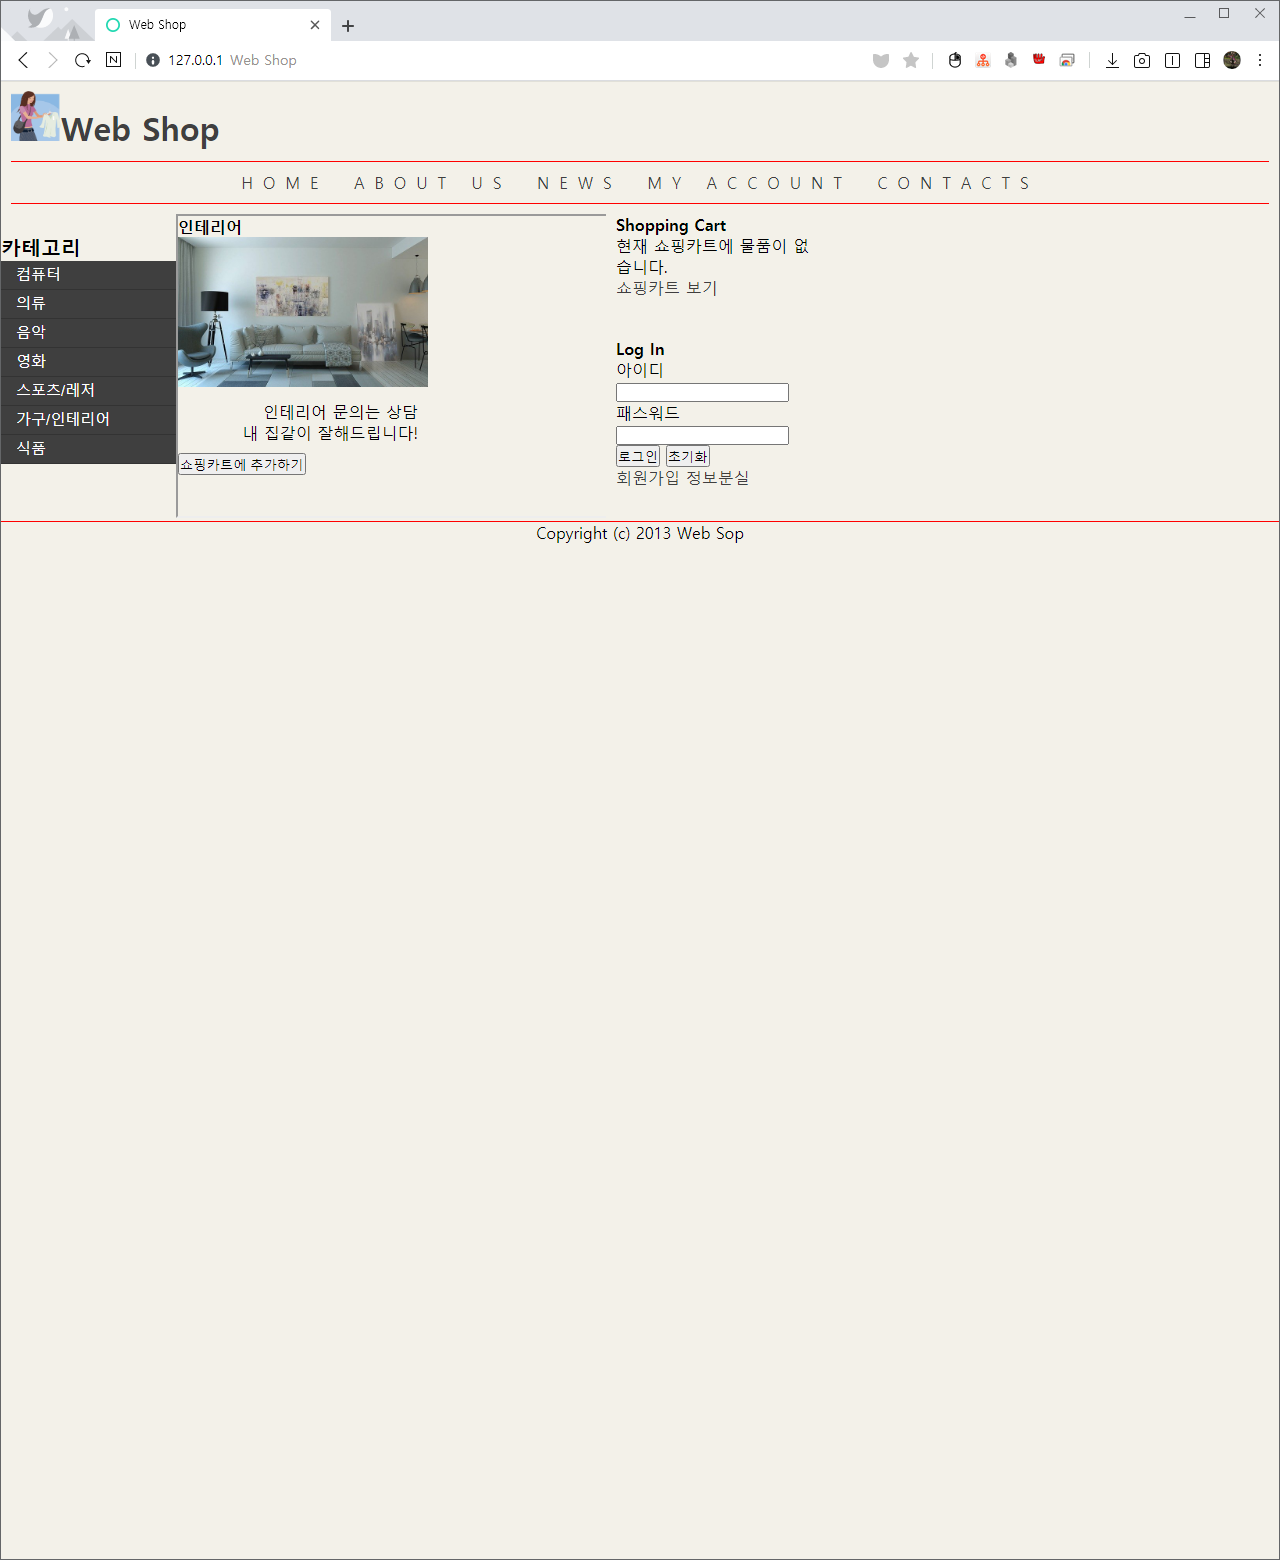 Web Shop
127.0.0.1 Web Shop
Web Shop
HOME ABOUT US NEWS MY ACCOUNT CONTACTS
카테고리
컴퓨터
의류
음악
영화
스포츠/레저
가구/인테리어
식품
인테리어
인테리어 문의는 상담
내 집같이 잘해드립니다!
쇼핑카트에 추가하기
Shopping Cart
현재 쇼핑카트에 물품이 없
습니다.
쇼핑카트 보기
Log In
아이디
패스워드
로그인 초기화
회원가입 정보분실
Copyright (c) 2013 Web Sop